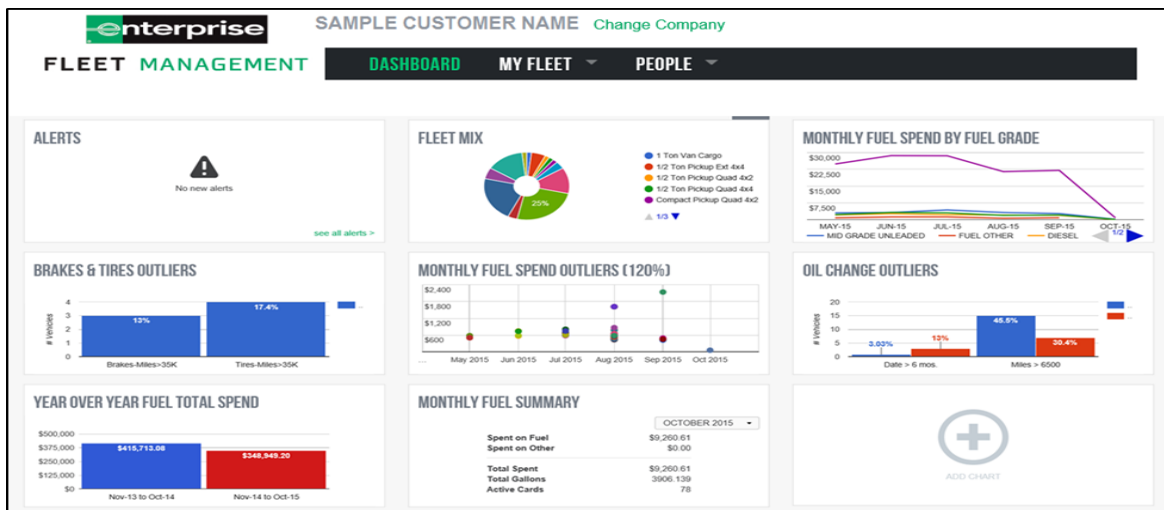 enterprise
FLEET MANAGEMENT
SAMPLE CUSTOMER NAME Change Company
DASHBOARD MY FLEET PEOPLE
ALERTS
No new alerts
see all alerts >
FLEET MIX
25%
1 Ton Van Cargo
1/2 Ton Pickup Ext 4x4
1/2 Ton Pickup Quad 4x2
1/2 Ton Pickup Quad 4x4
Compact Pickup Quad 4x2
1/3
MONTHLY FUEL SPEND BY FUEL GRADE
$30,000
$22,500
$15,000
$7,500
MAY-15 JUN-15 JUL-15 AUG-15 SEP-15 OCT-15
MID GRADE UNLEADED FUEL OTHER DIESEL 1/2
BRAKES & TIRES OUTLIERS
# Vehicles
4
3
2
1
0
13%
17.4%
...
Brakes-Miles>35K Tires-Miles>35K
MONTHLY FUEL SPEND OUTLIERS (120%)
$2,400
$1,800
$1,200
$600
...
May 2015 Jun 2015 Jul 2015 Aug 2015 Sep 2015 Oct 2015
OIL CHANGE OUTLIERS
# Vehicles
20
15
10
5
0
3.03%
13%
45.5%
30.4%
...
...
Date > 6 mos. Miles > 6500
YEAR OVER YEAR FUEL TOTAL SPEND
$500,000
$375,000
$250,000
$125,000
$0
$415,713.08
$348,949.20
Nov-13 to Oct-14 Nov-14 to Oct-15
MONTHLY FUEL SUMMARY
OCTOBER 2015
Spent on Fuel $9,260.61
Spent on Other $0.00
Total Spent $9,260.61
Total Gallons 3906.139
Active Cards 78
ADD CHART